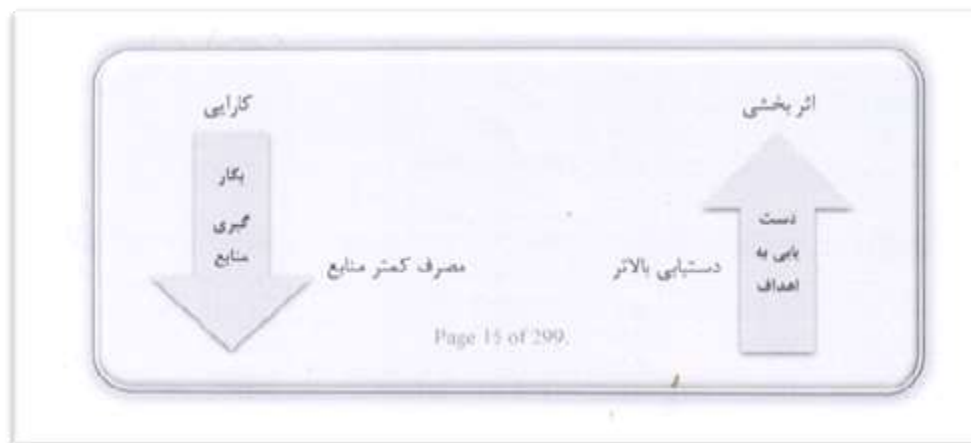 اثر بخشی
دست
یابی به
اهداف
دستیابی بالاتر
کارایی
بکار
گیری
منابع
مصرف کمتر منابع
Page 15 of 299.